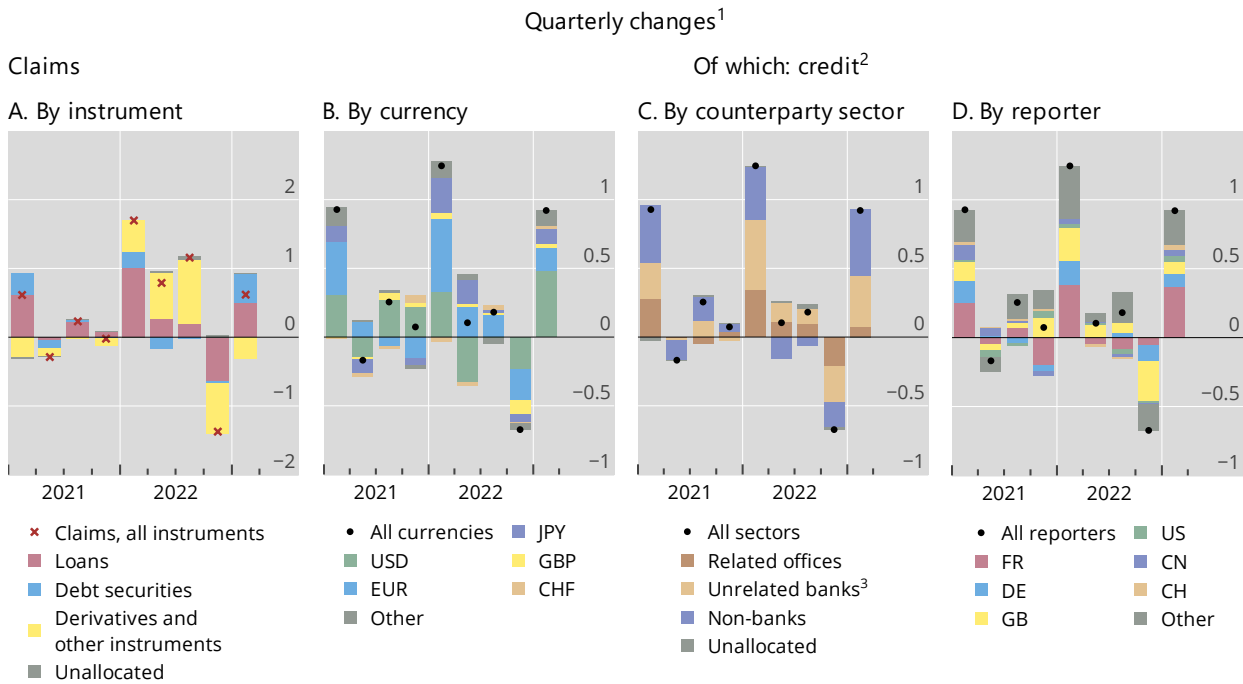 Quarterly changes1
Claims
Of which: credit2
A. By instrument
B. By currency
C. By counterparty sector
D. By reporter
2
1
0
−1
−2
2021
2022
1
0.5
0
−0.5
−1
2021
2022
1
0.5
0
−0.5
−1
2021
2022
1
0.5
0
−0.5
−1
2021
2022
Claims, all instruments
Loans
Debt securities
Derivatives and
other instruments
Unallocated
All currencies
USD
EUR
Other
JPY
GBP
CHF
All sectors
Related offices
Unrelated banks3
Non-banks
Unallocated
All reporters
FR
DE
GB
US
CN
CH
Other